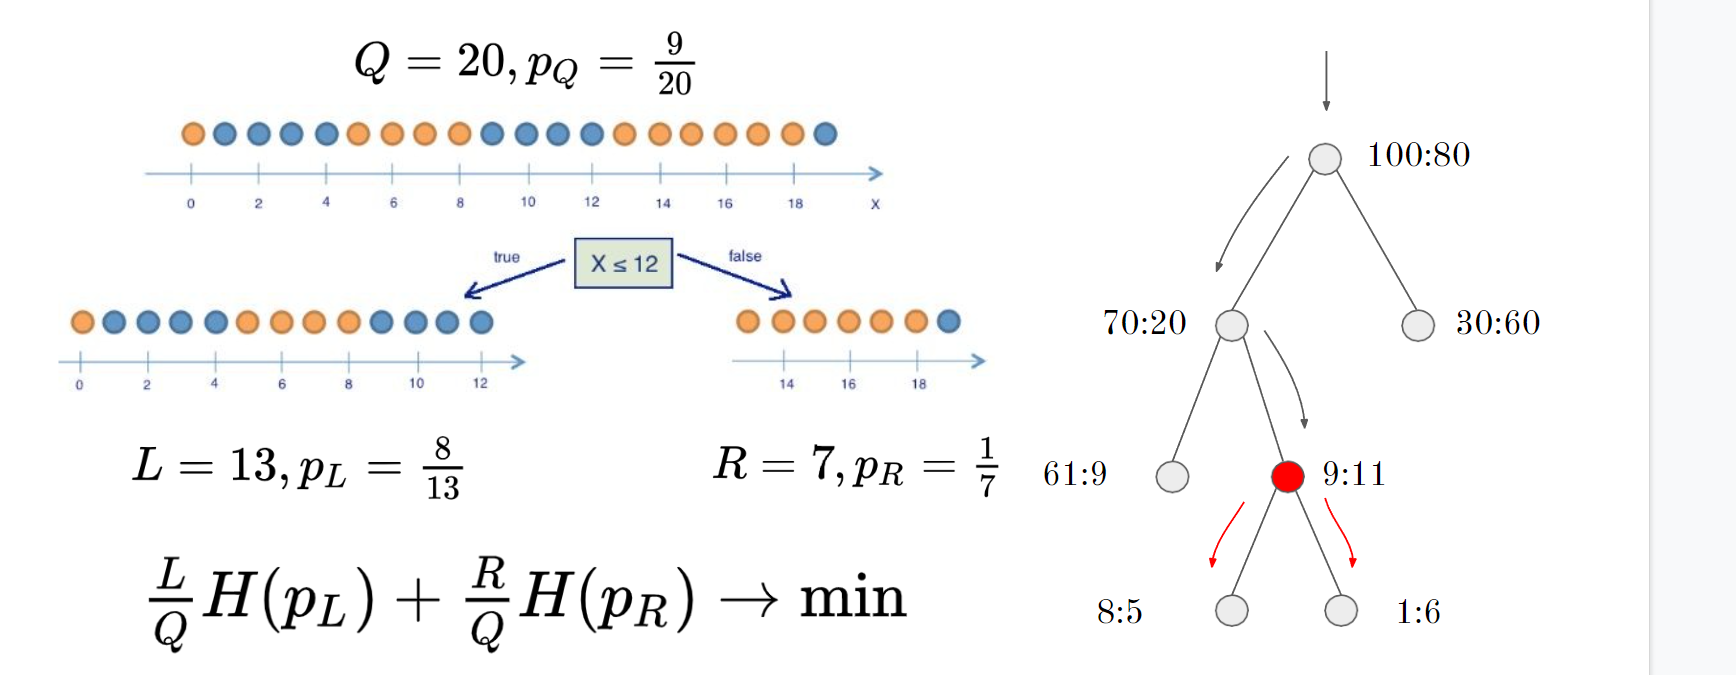 Q = 20, p_Q = 9/20
0 2 4 6 8 10 12 14 16 18 X
true X ≤ 12 false
0 2 4 6 8 10 12
14 16 18
L = 13, p_L = 8/13
R = 7, p_R = 1/7
L/Q H(p_L) + R/Q H(p_R) → min
100:80
70:20
30:60
61:9
9:11
8:5
1:6